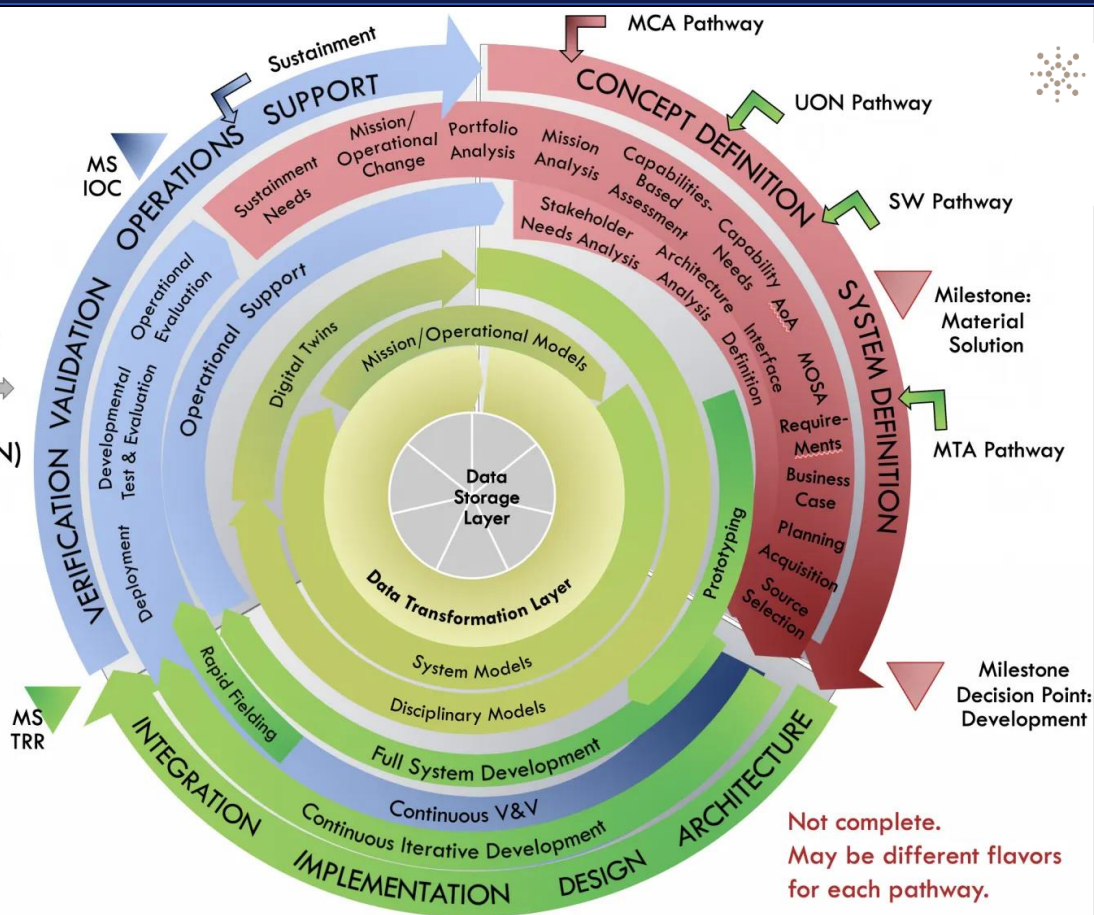 MCA Pathway
Sustainment
UON Pathway
SW Pathway
MS
IOC
Milestone:
Material
Solution
MTA Pathway
N)
MS
TRR
Milestone
Decision Point:
Development
OPERATIONS SUPPORT
CONCEPT DEFINITION
SYSTEM DEFINITION
VERIFICATION VALIDATION
INTEGRATION
IMPLEMENTATION
DESIGN
ARCHITECTURE
Sustainment
Needs
Mission/
Operational
Change
Portfolio
Analysis
Mission
Analysis
Capabilities-
Based
Assessment
Capability
Needs
AoA
MOSA
Require-
Ments
Business
Case
Planning
Acquisition
Source
Selection
Stakeholder
Needs Analysis
Architecture
Analysis
Interface
Definition
Operational
Evaluation
Developmental
Test & Evaluation
Deployment
Operational Support
Digital Twins
Mission/Operational Models
Prototyping
Data
Storage
Layer
Data Transformation Layer
System Models
Disciplinary Models
Rapid Fielding
Full System Development
Continuous V&V
Continuous Iterative Development
Not complete.
May be different flavors
for each pathway.